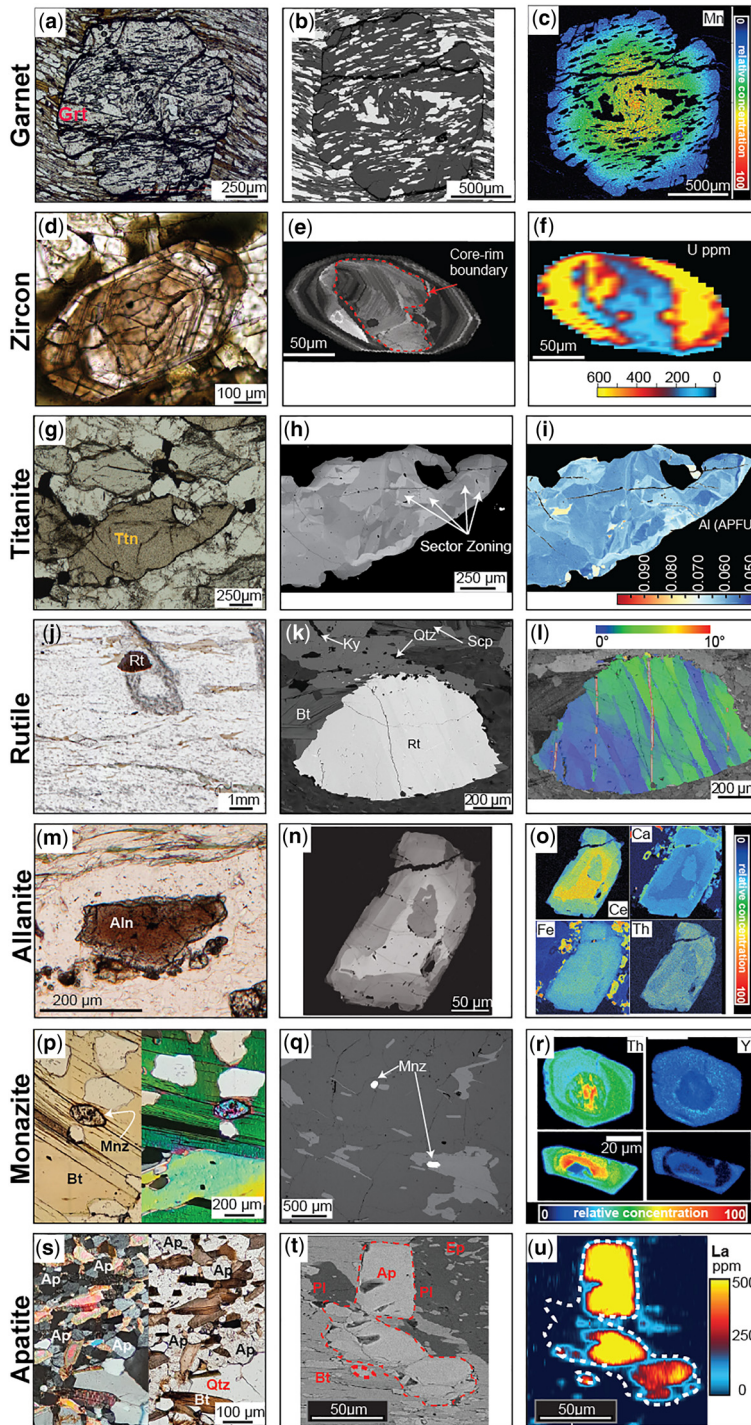 Garnet
(a)
Grt
250µm
(b)
500µm
(c)
Mn
500µm
0
relative concentration
100
Zircon
(d)
100 µm
(e)
Core-rim
boundary
50µm
(f)
U ppm
50µm
600 400 200 0
Titanite
(g)
Ttn
250µm
(h)
Sector Zoning
250 µm
(i)
Al (APFU
0.090
0.080
0.070
0.060
Rutile
(j)
Rt
1mm
(k)
Ky
Qtz
Scp
Bt
Rt
200 µm
(l)
0° 10°
200 µm
Allanite
(m)
Aln
200 µm
(n)
50 µm
(o)
Ce
Ca
Fe
Th
0
relative concentration
100
Monazite
(p)
Mnz
Bt
200 µm
(q)
Mnz
500 µm
(r)
Th
Y
20 µm
0 relative concentration 100
Apatite
(s)
Ap
Ap
Ap
Ap
Ap
Ap
Ap
Ap
Qtz
Bt
100 µm
(t)
Ep
Ap
Pl
Pl
Bt
50µm
(u)
La
ppm
500
250
0
50µm